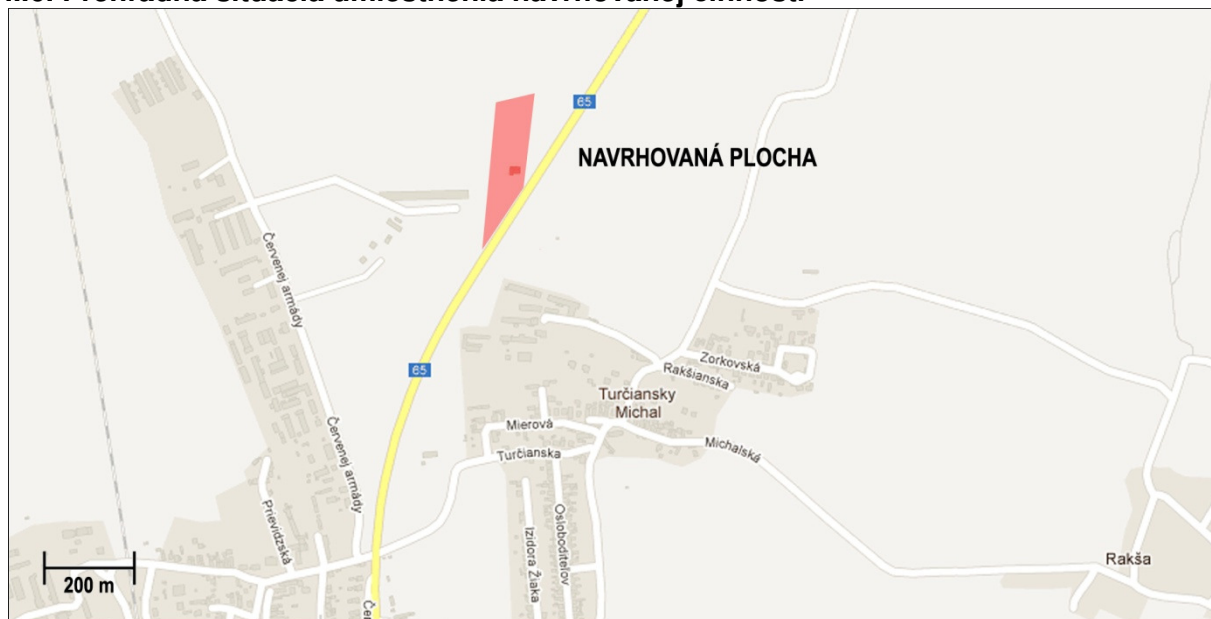 65
NAVRHOVANÁ PLOCHA
Červenej armády
65
Zorkovská
Rakšianska
Turčiansky
Michal
Mierová
Michalská
Turčianska
Červenej armády
Prievidzská
Osloboditeľov
Izidora Žiaka
Rakša
200 m